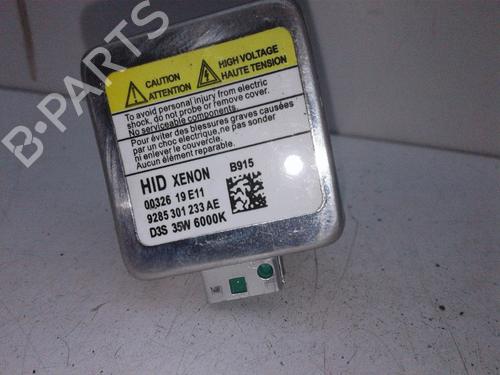 B-PARTS
CAUTION
ATTENTION
HIGH VOLTAGE
HAUTE TENSION
To avoid personal injury from electric
shock, do not probe or remove cover.
No serviceable components.
Pour éviter des blessures graves causées
par un choc electrique, ne pas sonder
ni enlever le couvercle.
Aucun élément reparable.
HID XENON
B915
00326 19 E11
9285 301 233 AE
D3S 35W 6000K